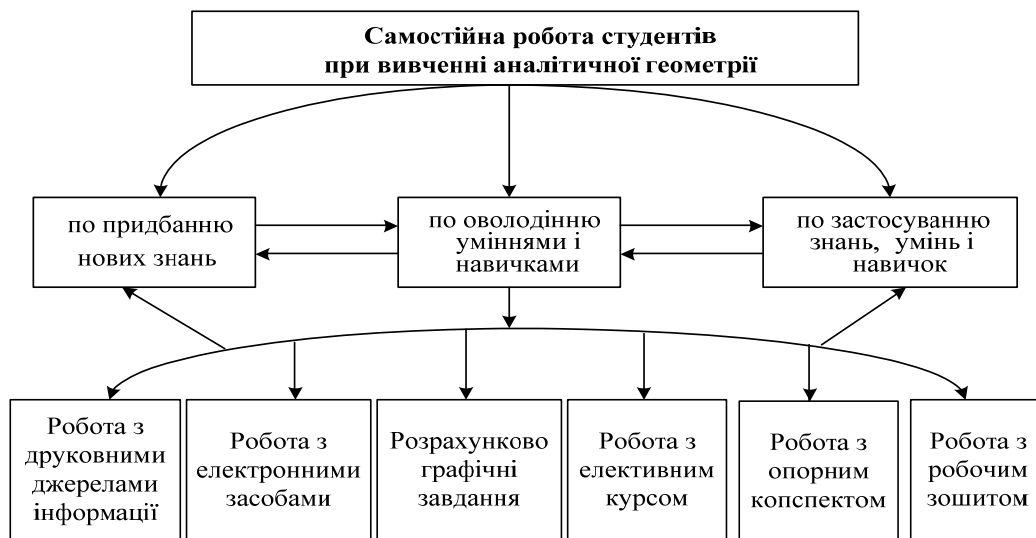 Самостійна робота студентів
при вивченні аналітичної геометрії
по придбанню
нових знань
по оволодінню
уміннями і
навичками
по застосуванню
знань, умінь і
навичок
Робота з
друковними
джерелами
інформації
Робота з
електронними
засобами
Розрахунково
графічні
завдання
Робота з
елективним
курсом
Робота з
опорним
копспектом
Робота з
робочим
зошитом